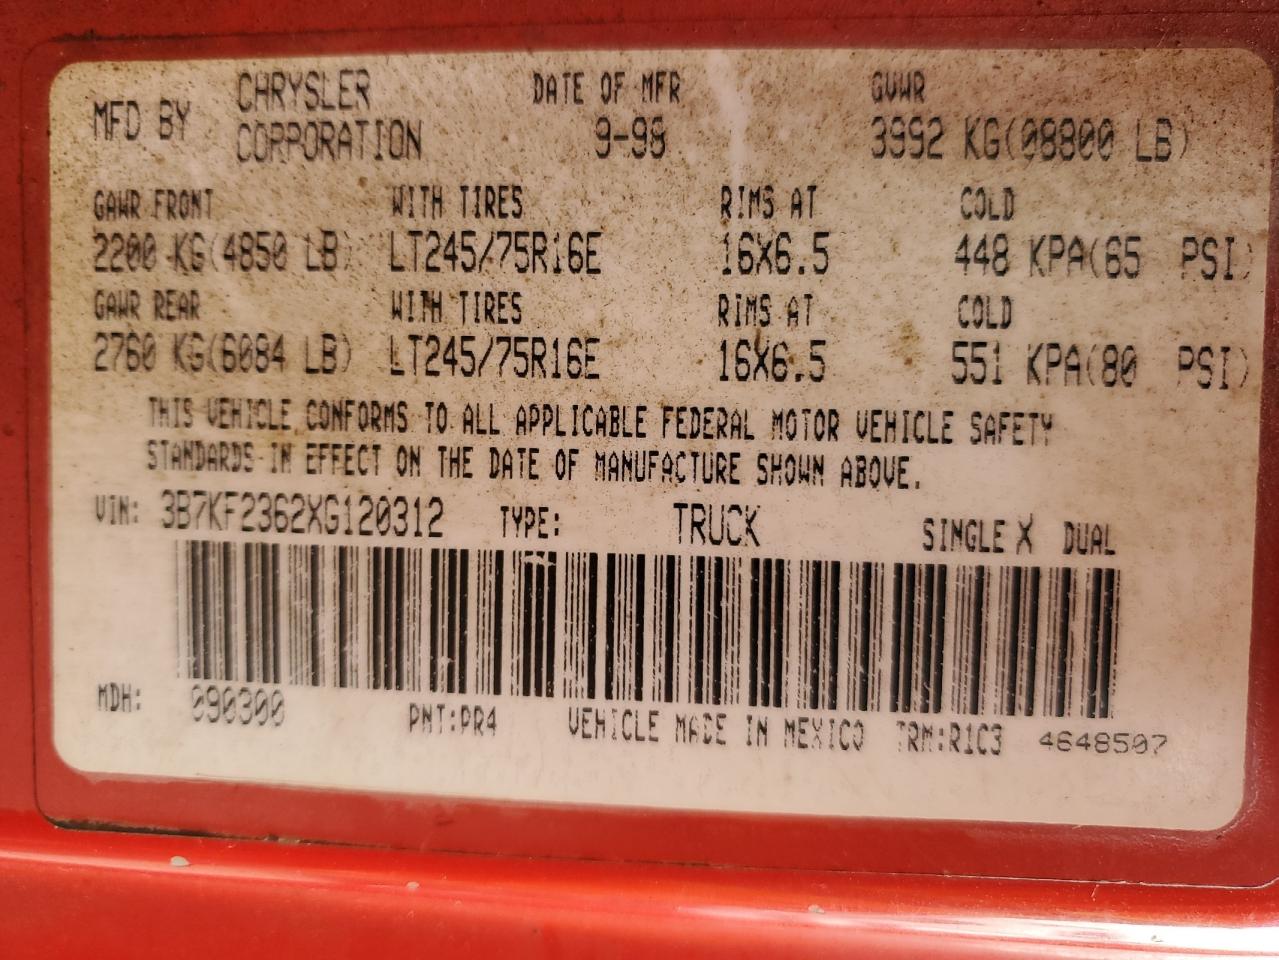 MFD BY CHRYSLER CORPORATION DATE OF MFR 9-98 GVWR 3992 KG(08800 LB)
GAWR FRONT WITH TIRES RIMS AT COLD
2200 KG(4850 LB) LT245/75R16E 16X6.5 448 KPA(65 PSI)
GAWR REAR WITH TIRES RIMS AT COLD
2760 KG(6084 LB) LT245/75R16E 16X6.5 551 KPA(80 PSI)
THIS VEHICLE CONFORMS TO ALL APPLICABLE FEDERAL MOTOR VEHICLE SAFETY
STANDARDS IN EFFECT ON THE DATE OF MANUFACTURE SHOWN ABOVE.
VIN: 3B7KF2362XG120312 TYPE: TRUCK SINGLE X DUAL
MDH: 090300 PNT:PR4 VEHICLE MADE IN MEXICO TRM:R1C3 4648507